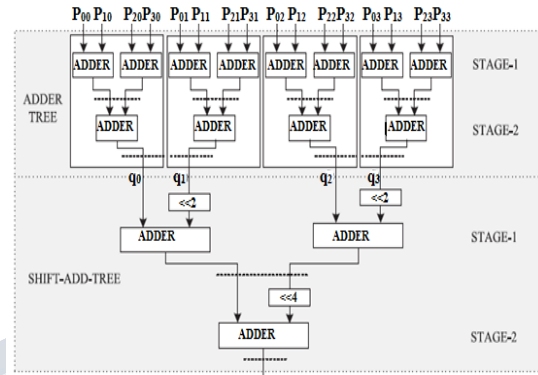 P00 P10 P20 P30 P01 P11 P21 P31 P02 P12 P22 P32 P03 P13 P23 P33
ADDER ADDER ADDER ADDER ADDER ADDER ADDER ADDER STAGE-1
ADDER TREE
ADDER ADDER ADDER ADDER STAGE-2
q0 q1 q2 q3
<<2 <<2
ADDER ADDER STAGE-1
SHIFT-ADD-TREE
<<4
ADDER STAGE-2